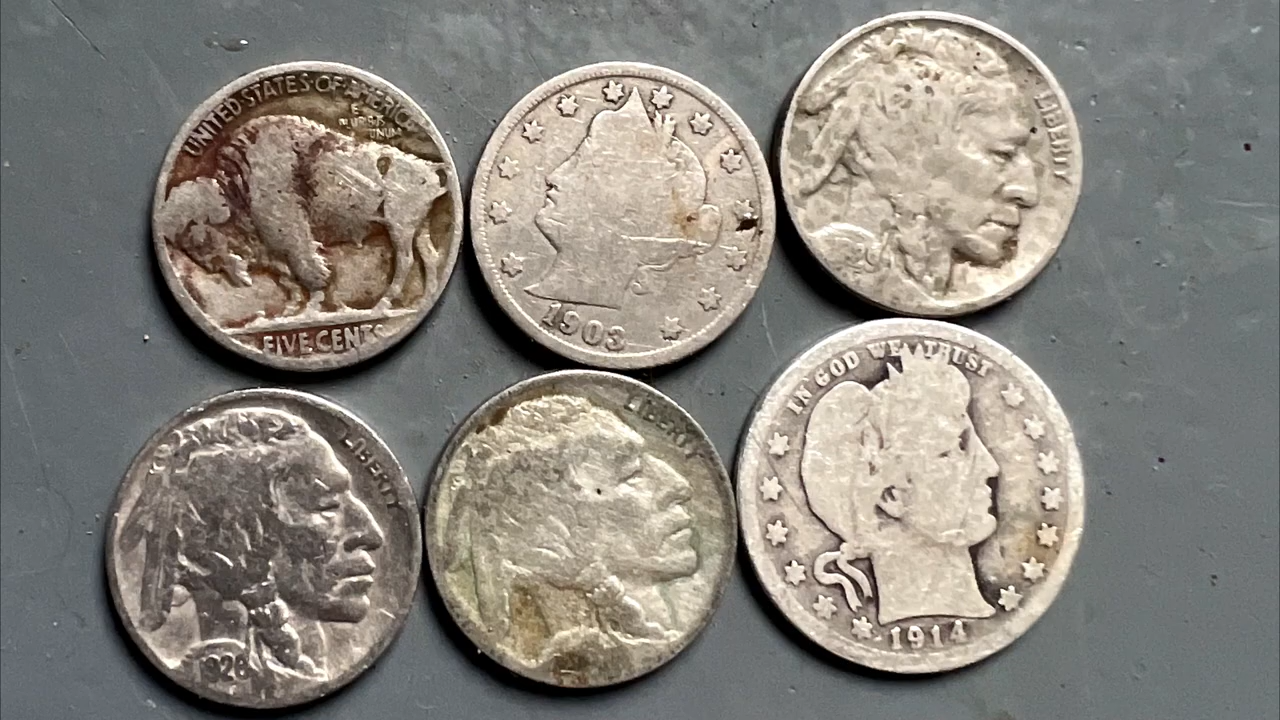 UNITED STATES OF AMERICA
E
PLURIBUS
UNUM
FIVE CENTS
1903
LIBERTY
LIBERTY
1926
LIBERTY
IN GOD WE TRUST
1914